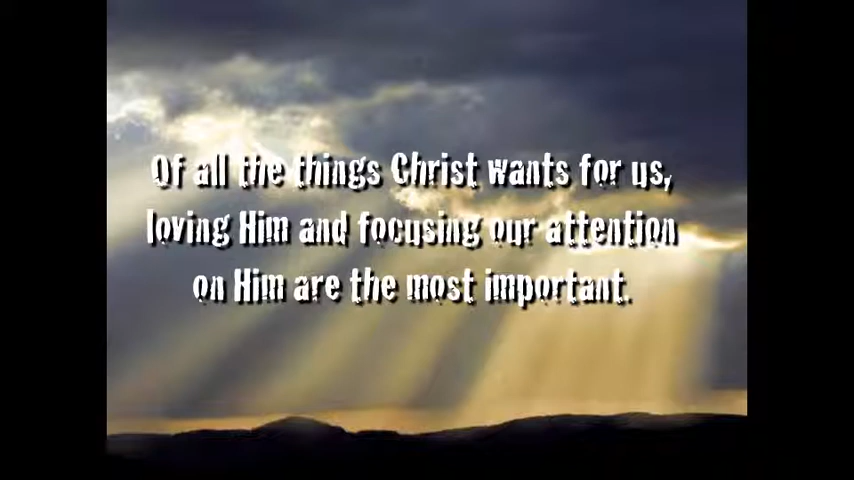 Of all the things Christ wants for us,
loving Him and focusing our attention
on Him are the most important.